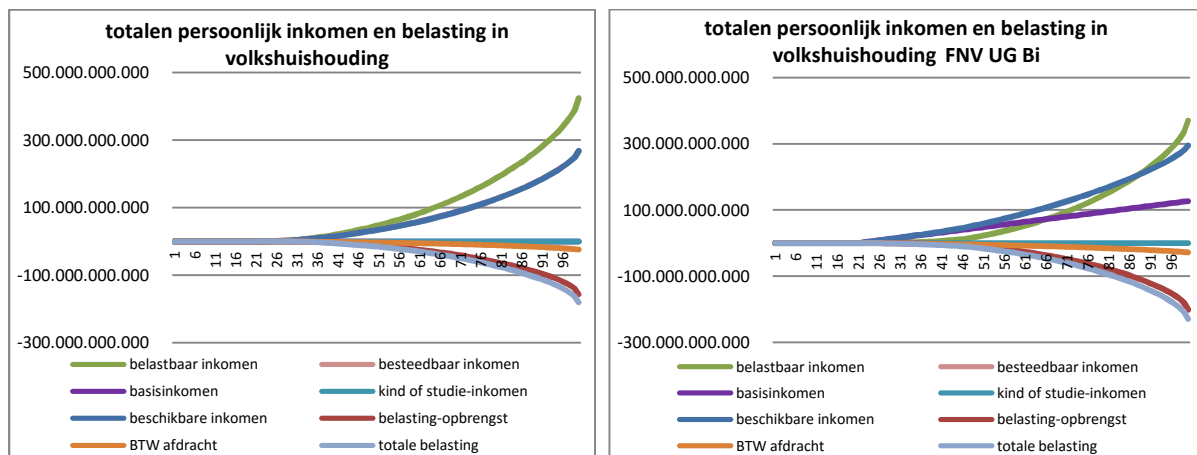 totalen persoonlijk inkomen en belasting in
volkshuishouding
500.000.000.000
300.000.000.000
100.000.000.000
-100.000.000.000
-300.000.000.000
1 6 11 16 21 26 31 36 41 46 51 56 61 66 71 76 81 86 91 96
belastbaar inkomen besteedbaar inkomen
basisinkomen kind of studie-inkomen
beschikbare inkomen belasting-opbrengst
BTW afdracht totale belasting
totalen persoonlijk inkomen en belasting in
volkshuishouding FNV UG Bi
500.000.000.000
300.000.000.000
100.000.000.000
-100.000.000.000
-300.000.000.000
1 6 11 16 21 26 31 36 41 46 51 56 61 66 71 76 81 86 91 96
belastbaar inkomen besteedbaar inkomen
basisinkomen kind of studie-inkomen
beschikbare inkomen belasting-opbrengst
BTW afdracht totale belasting